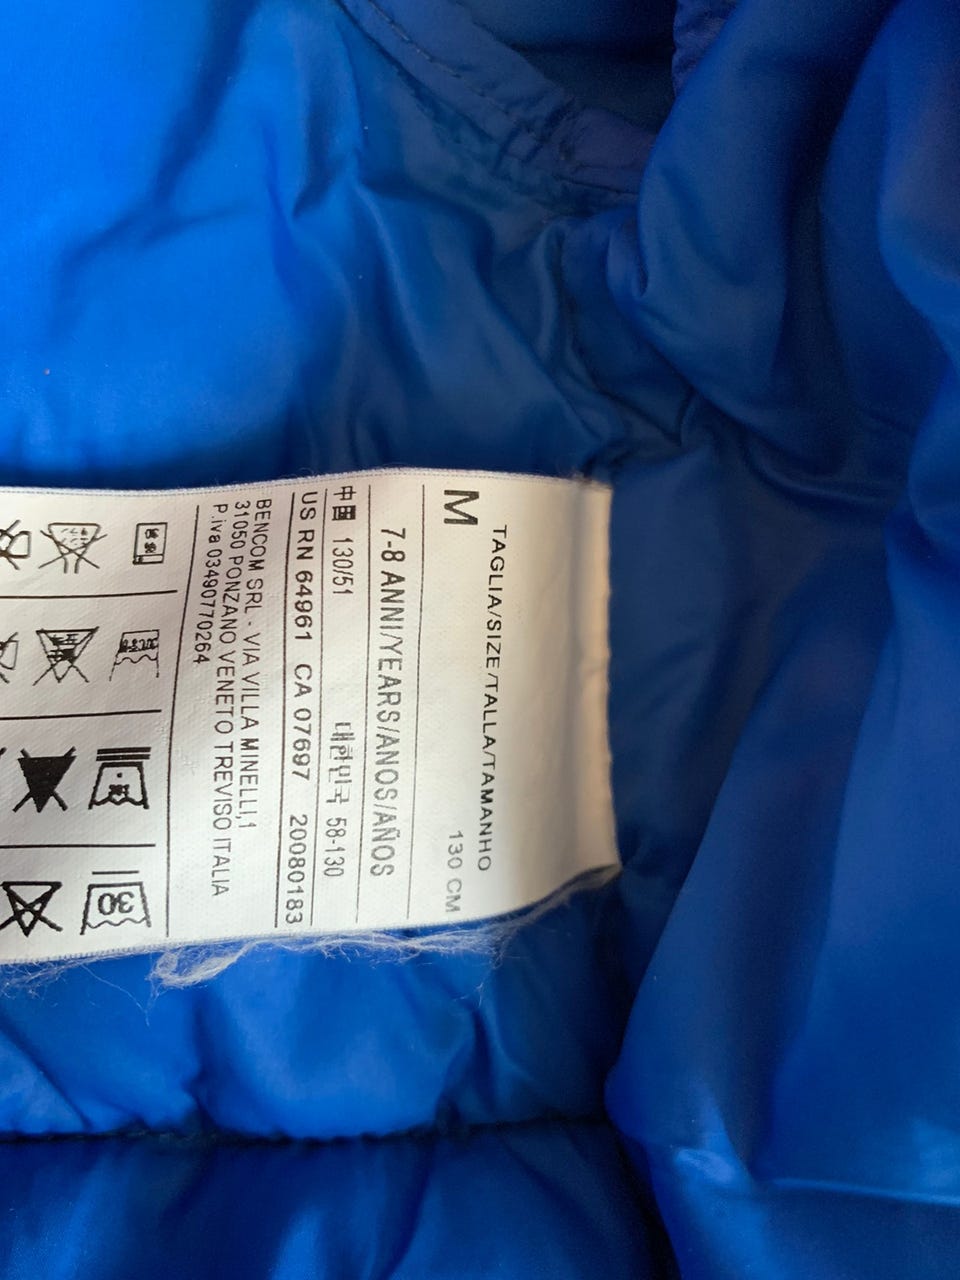 TAGLIA/SIZE/TALLA/TAMANHO
M 130 CM
7-8 ANNI/YEARS/ANOS/AÑOS
中国 130/51 대한민국 58-130
US RN 64961 CA 07697 20080183
BENCOM SRL - VIA VILLA MINELLI,1
31050 PONZANO VENETO TREVISO ITALIA
P.iva 03490770264
30